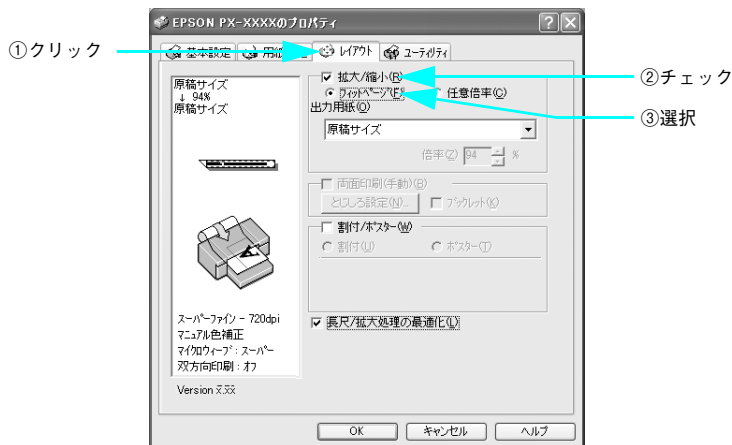 EPSON PX-XXXXのプロパティ
①クリック
基本設定
レイアウト
ユーティリティ
原稿サイズ
↓ 94%
原稿サイズ
拡大/縮小(R)
②チェック
フィットページ(F)
任意倍率(C)
③選択
出力用紙(O)
原稿サイズ
倍率(Z) 94 %
両面印刷(手動)(B)
とじしろ設定(N)...
ブックレット(K)
割付/ポスター(W)
割付(U)
ポスター(T)
スーパーファイン - 720dpi
マニュアル色補正
マイクロウィーブ:スーパー
双方向印刷:オフ
長尺/拡大処理の最適化(L)
Version x.xx
OK
キャンセル
ヘルプ